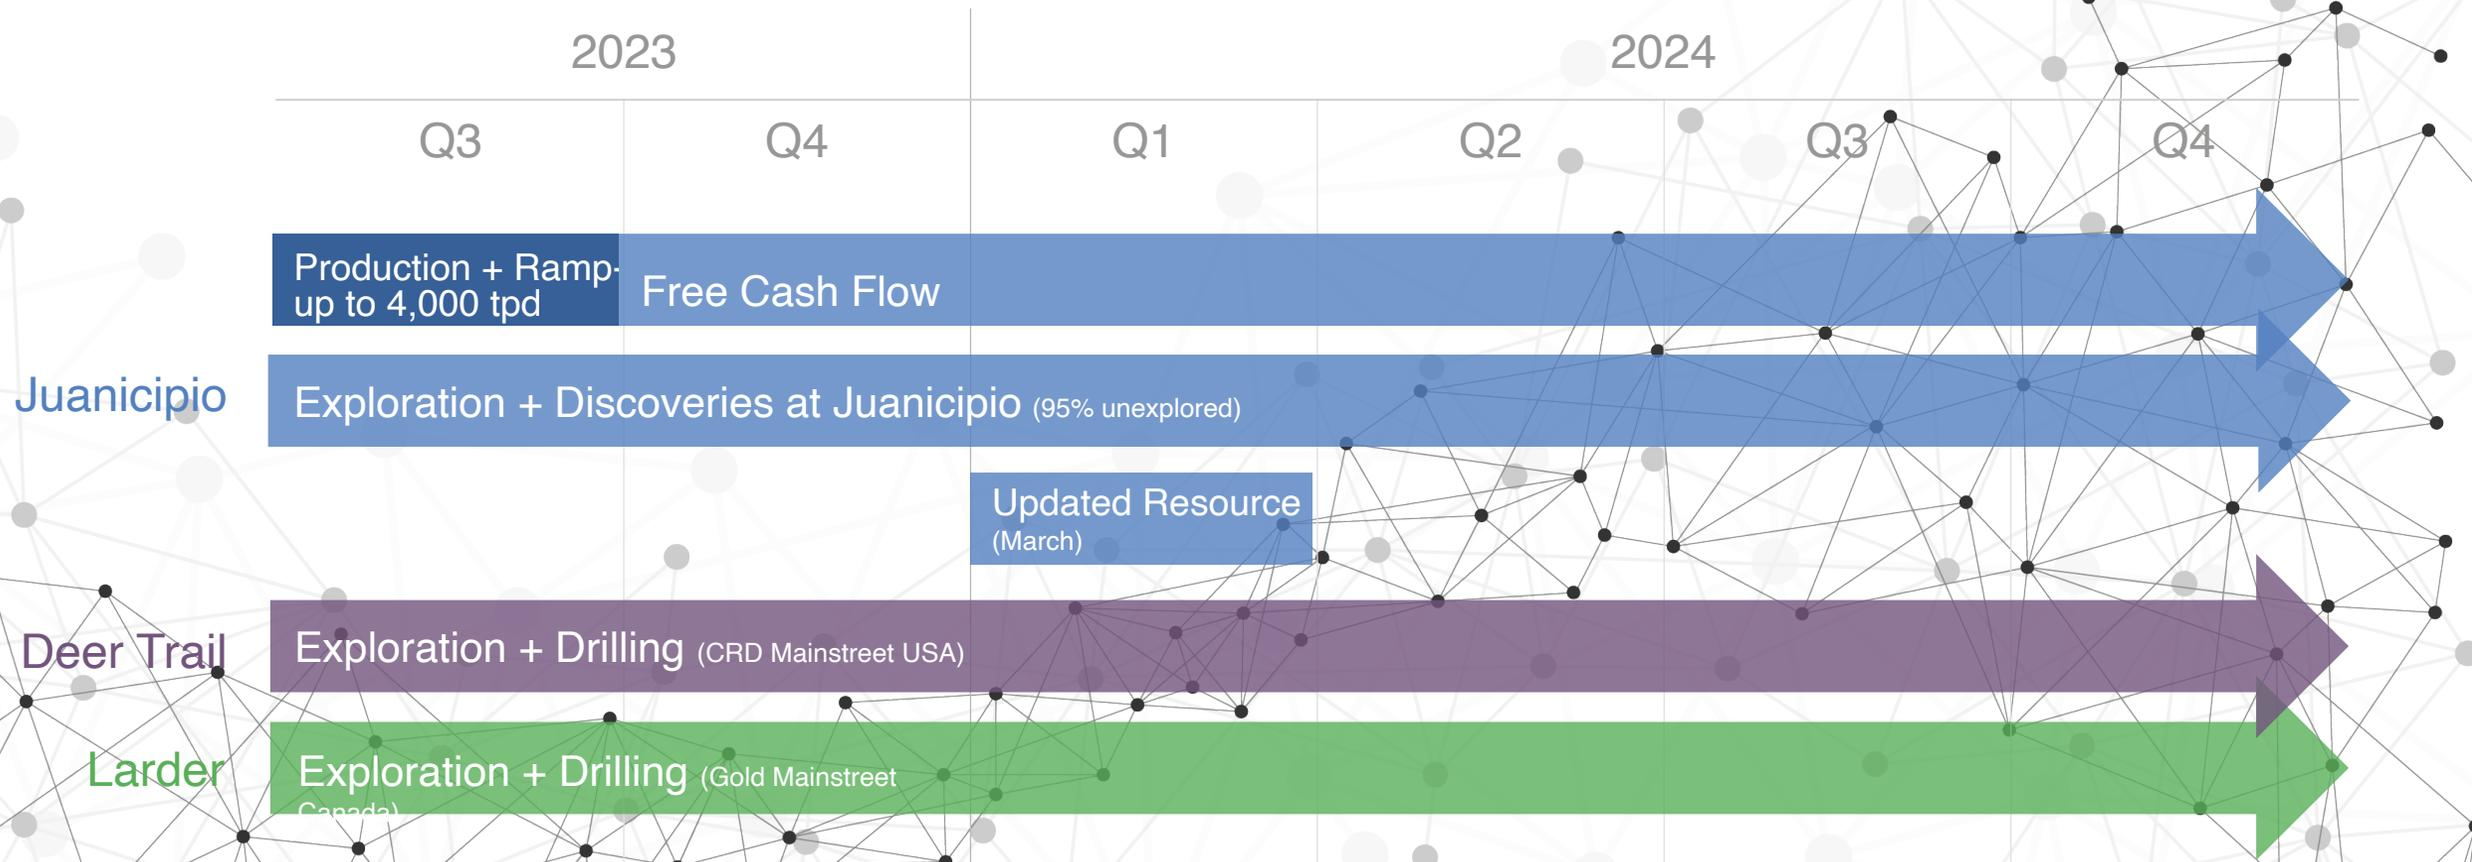 2023
2024
Q3
Q4
Q1
Q2
Q3
Q4
Production + Ramp-
up to 4,000 tpd
Free Cash Flow
Juanicipio
Exploration + Discoveries at Juanicipio (95% unexplored)
Updated Resource
(March)
Deer Trail
Exploration + Drilling (CRD Mainstreet USA)
Larder
Exploration + Drilling (Gold Mainstreet
Canada)